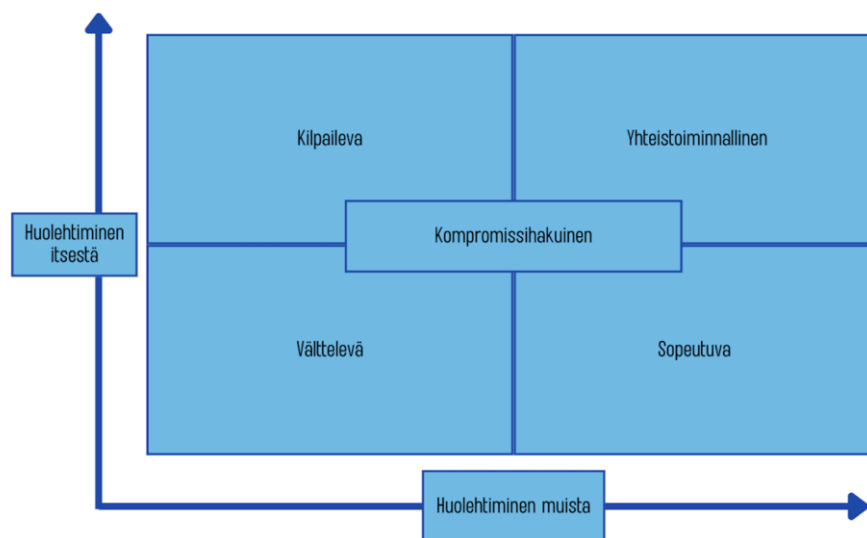 Kilpaileva
Yhteistoiminnallinen
Huolehtiminen
itsestä
Kompromissihakuinen
Välttelevä
Sopeutuva
Huolehtiminen muista